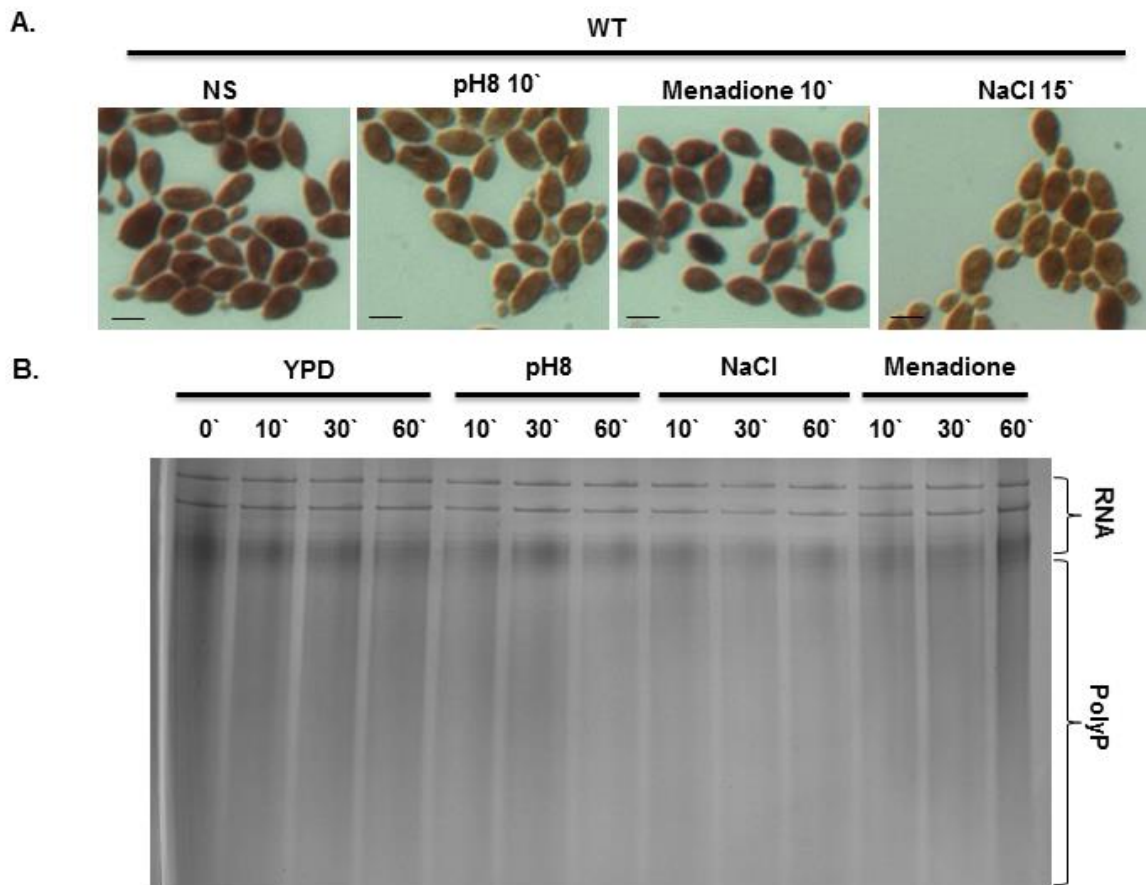 A.
WT
NS pH8 10` Menadione 10` NaCl 15`
B.
YPD pH8 NaCl Menadione
0` 10` 30` 60` 10` 30` 60` 10` 30` 60` 10` 30` 60`
RNA
PolyP